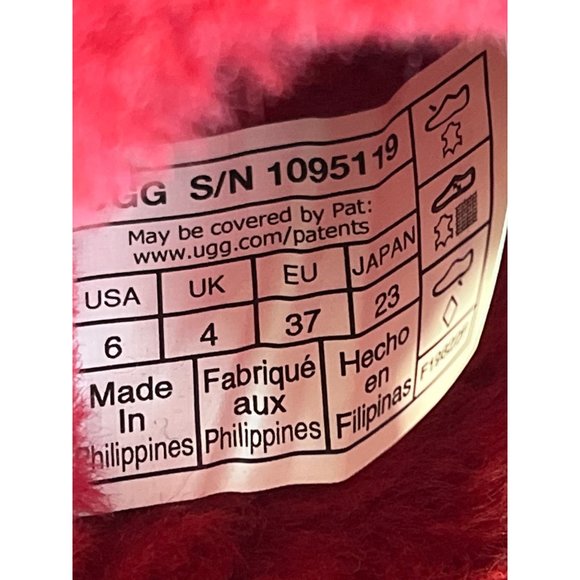 UGG S/N 1095119
May be covered by Pat:
www.ugg.com/patents
USA UK EU JAPAN
6 4 37 23
Made In Philippines
Fabriqué aux Philippines
Hecho en Filipinas